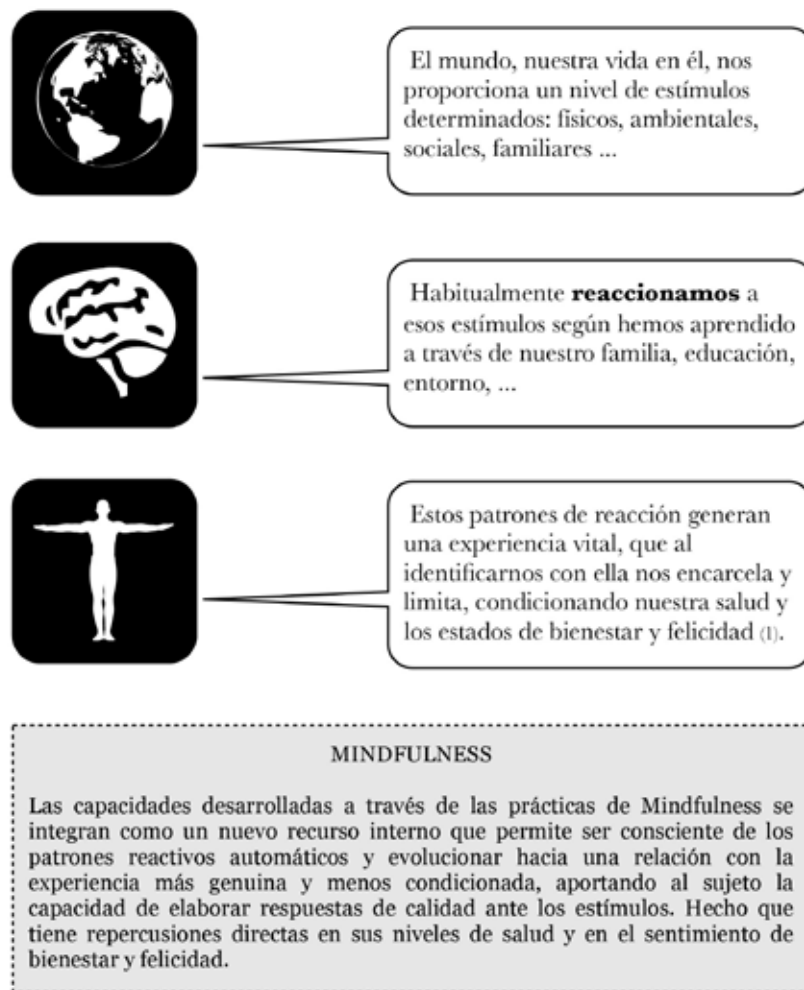 El mundo, nuestra vida en él, nos
proporciona un nivel de estímulos
determinados: físicos, ambientales,
sociales, familiares ...
Habitualmente reaccionamos a
esos estímulos según hemos aprendido
a través de nuestro familia, educación,
entorno, ...
Estos patrones de reacción generan
una experiencia vital, que al
identificarnos con ella nos encarcela y
limita, condicionando nuestra salud y
los estados de bienestar y felicidad (1).
MINDFULNESS
Las capacidades desarrolladas a través de las prácticas de Mindfulness se
integran como un nuevo recurso interno que permite ser consciente de los
patrones reactivos automáticos y evolucionar hacia una relación con la
experiencia más genuina y menos condicionada, aportando al sujeto la
capacidad de elaborar respuestas de calidad ante los estímulos. Hecho que
tiene repercusiones directas en sus niveles de salud y en el sentimiento de
bienestar y felicidad.